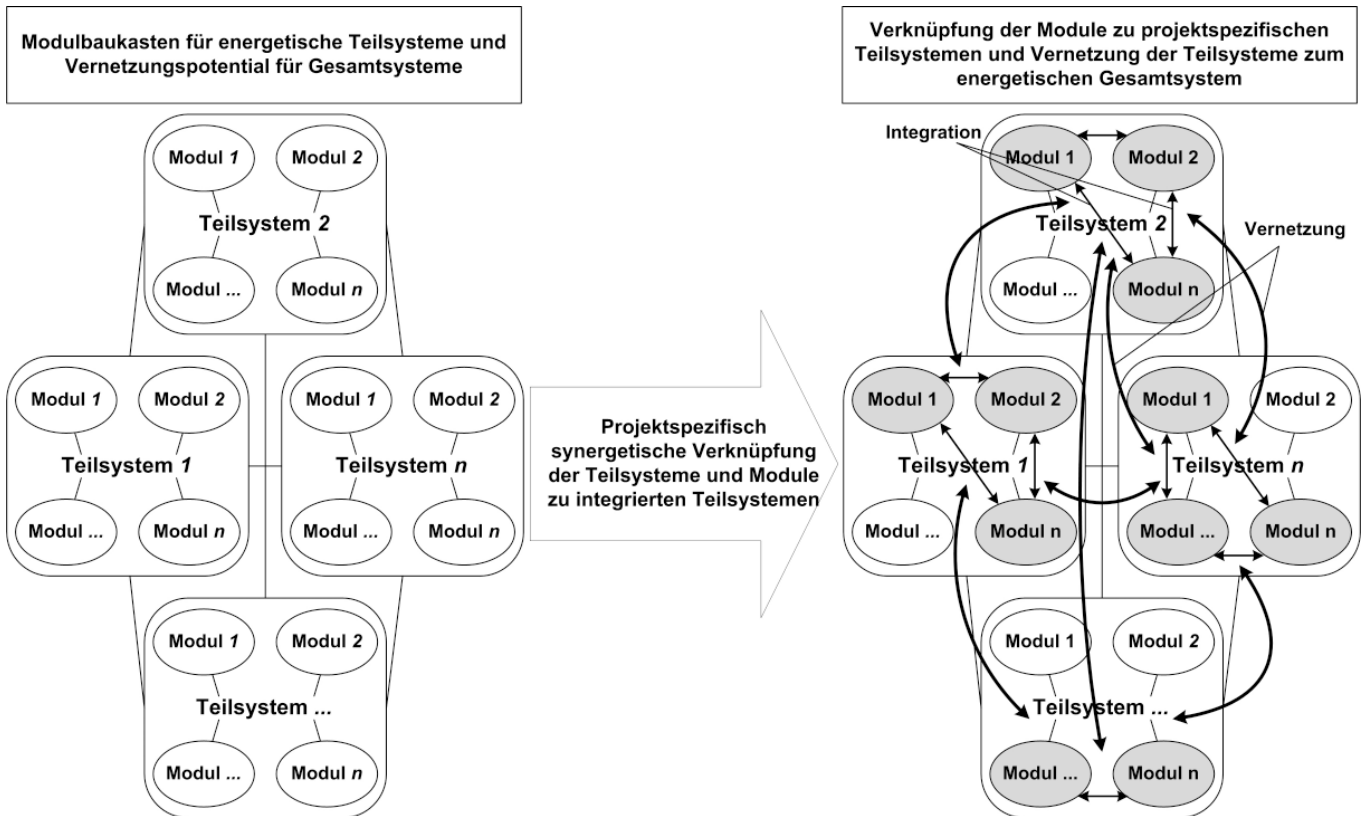 Modulbaukasten für energetische Teilsysteme und
Vernetzungspotential für Gesamtsysteme
Modul 1
Modul 2
Teilsystem 2
Modul ...
Modul n
Modul 1
Modul 2
Teilsystem 1
Modul ...
Modul n
Modul 1
Modul 2
Teilsystem n
Modul ...
Modul n
Modul 1
Modul 2
Teilsystem ...
Modul ...
Modul n
Projektspezifisch
synergetische Verknüpfung
der Teilsysteme und Module
zu integrierten Teilsystemen
Verknüpfung der Module zu projektspezifischen
Teilsystemen und Vernetzung der Teilsysteme zum
energetischen Gesamtsystem
Integration
Vernetzung
Modul 1
Modul 2
Teilsystem 2
Modul ...
Modul n
Modul 1
Modul 2
Teilsystem 1
Modul ...
Modul n
Modul 1
Modul 2
Teilsystem n
Modul ...
Modul n
Modul 1
Modul 2
Teilsystem ...
Modul ...
Modul n